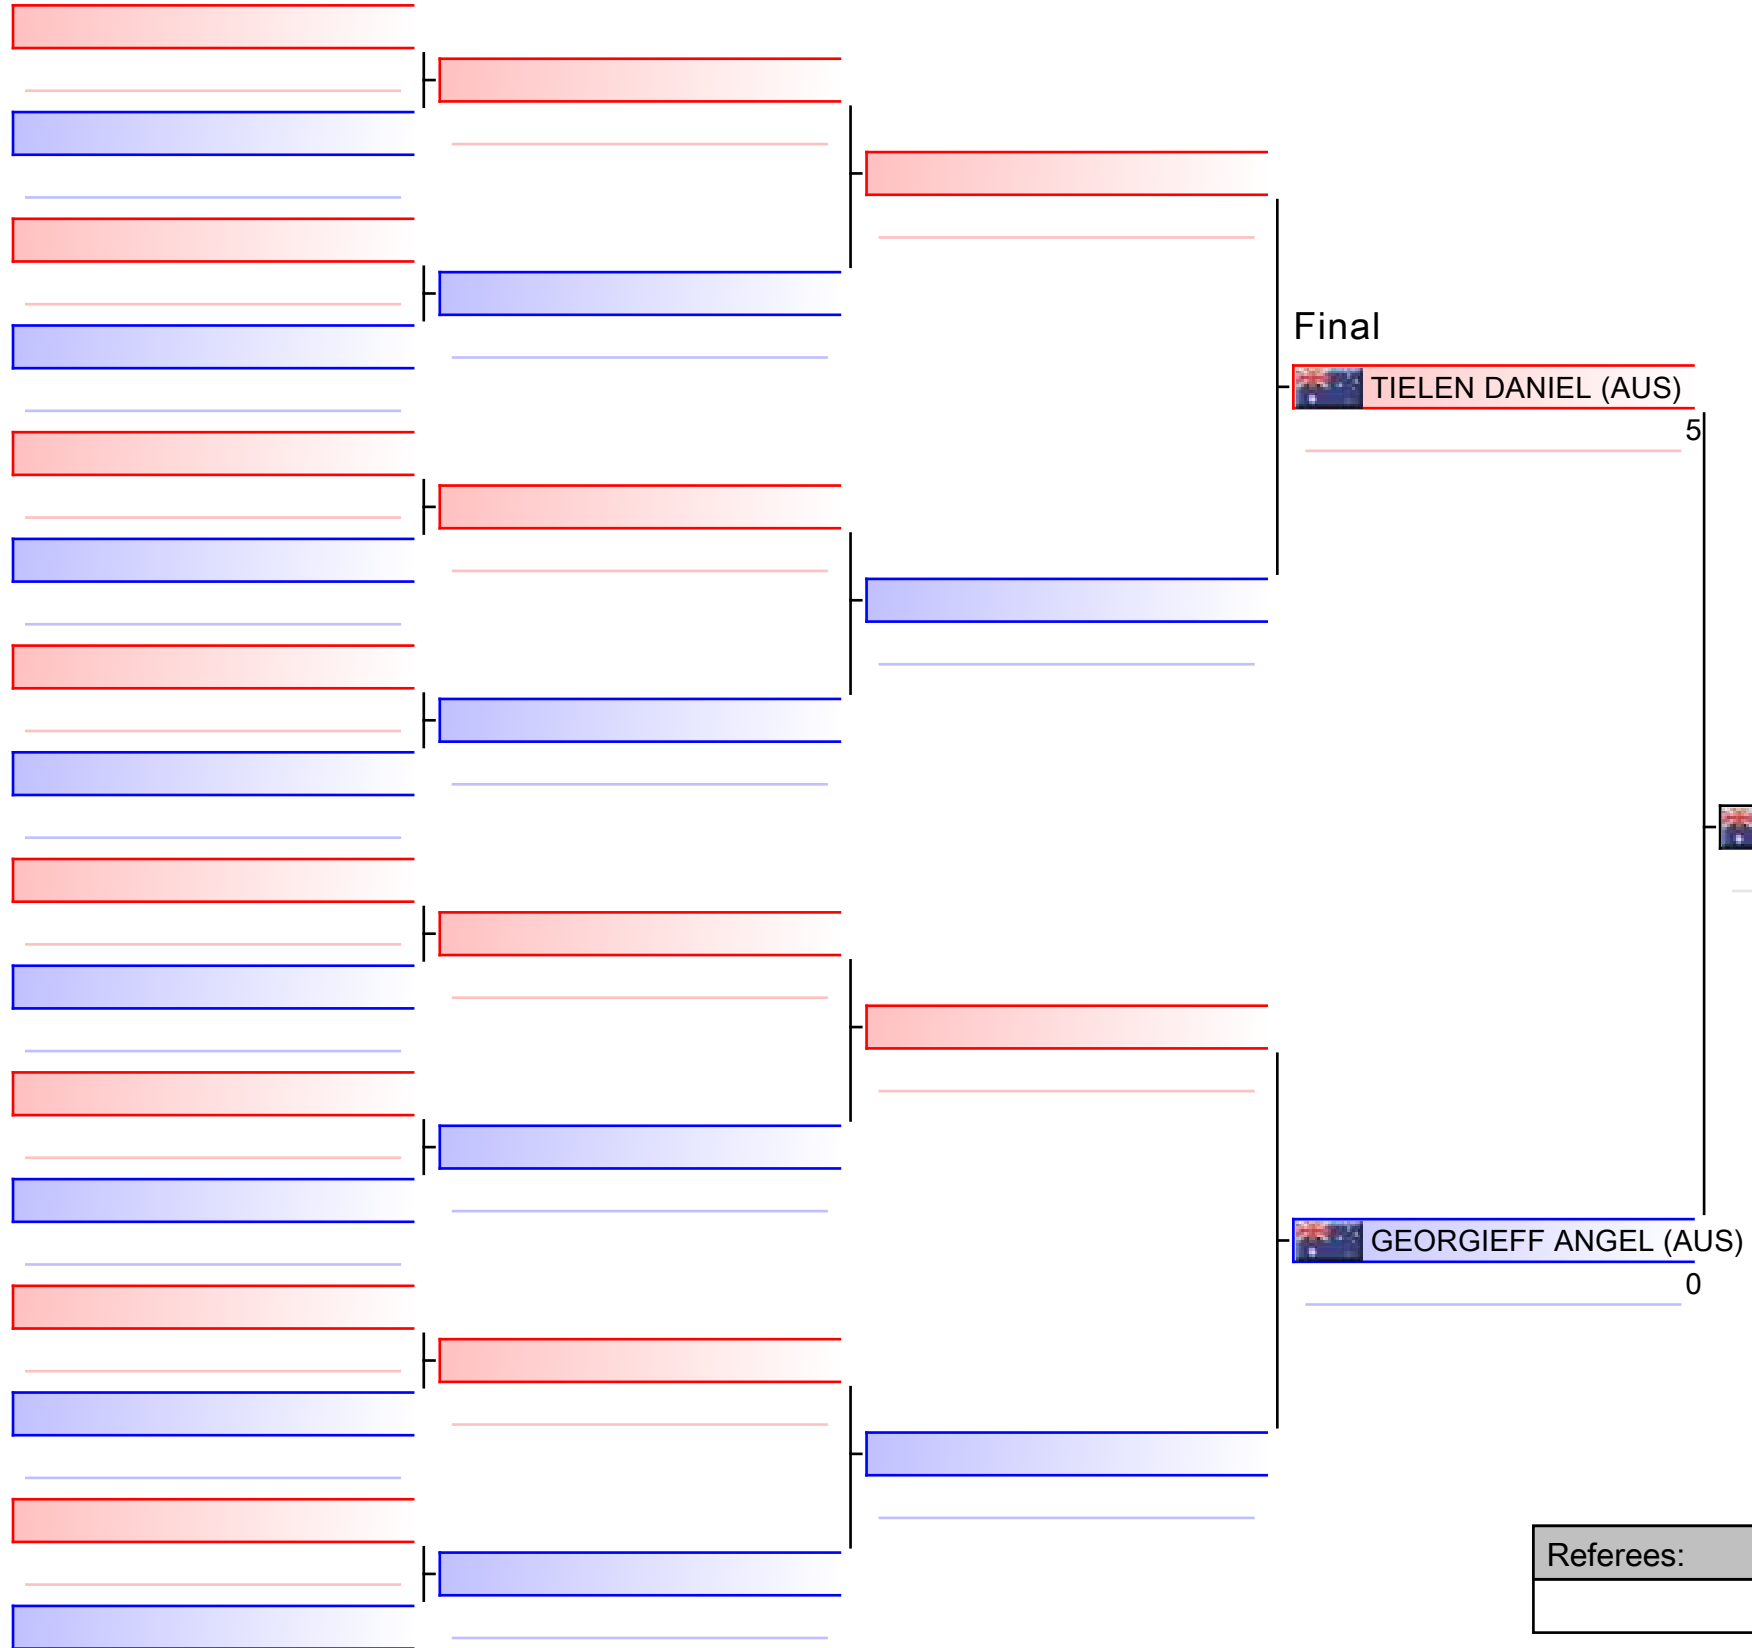 Final
TIELEN DANIEL (AUS)
5
GEORGIEFF ANGEL (AUS)
0
Referees: